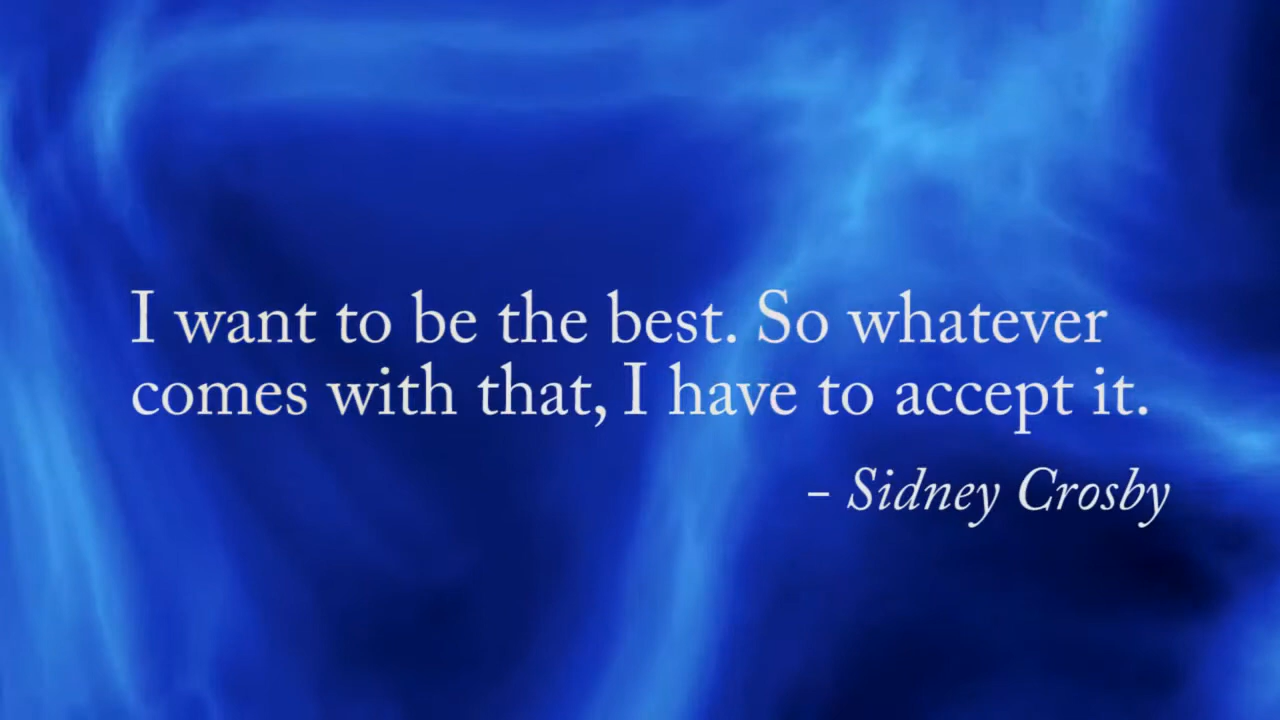 I want to be the best. So whatever
comes with that, I have to accept it.
– Sidney Crosby